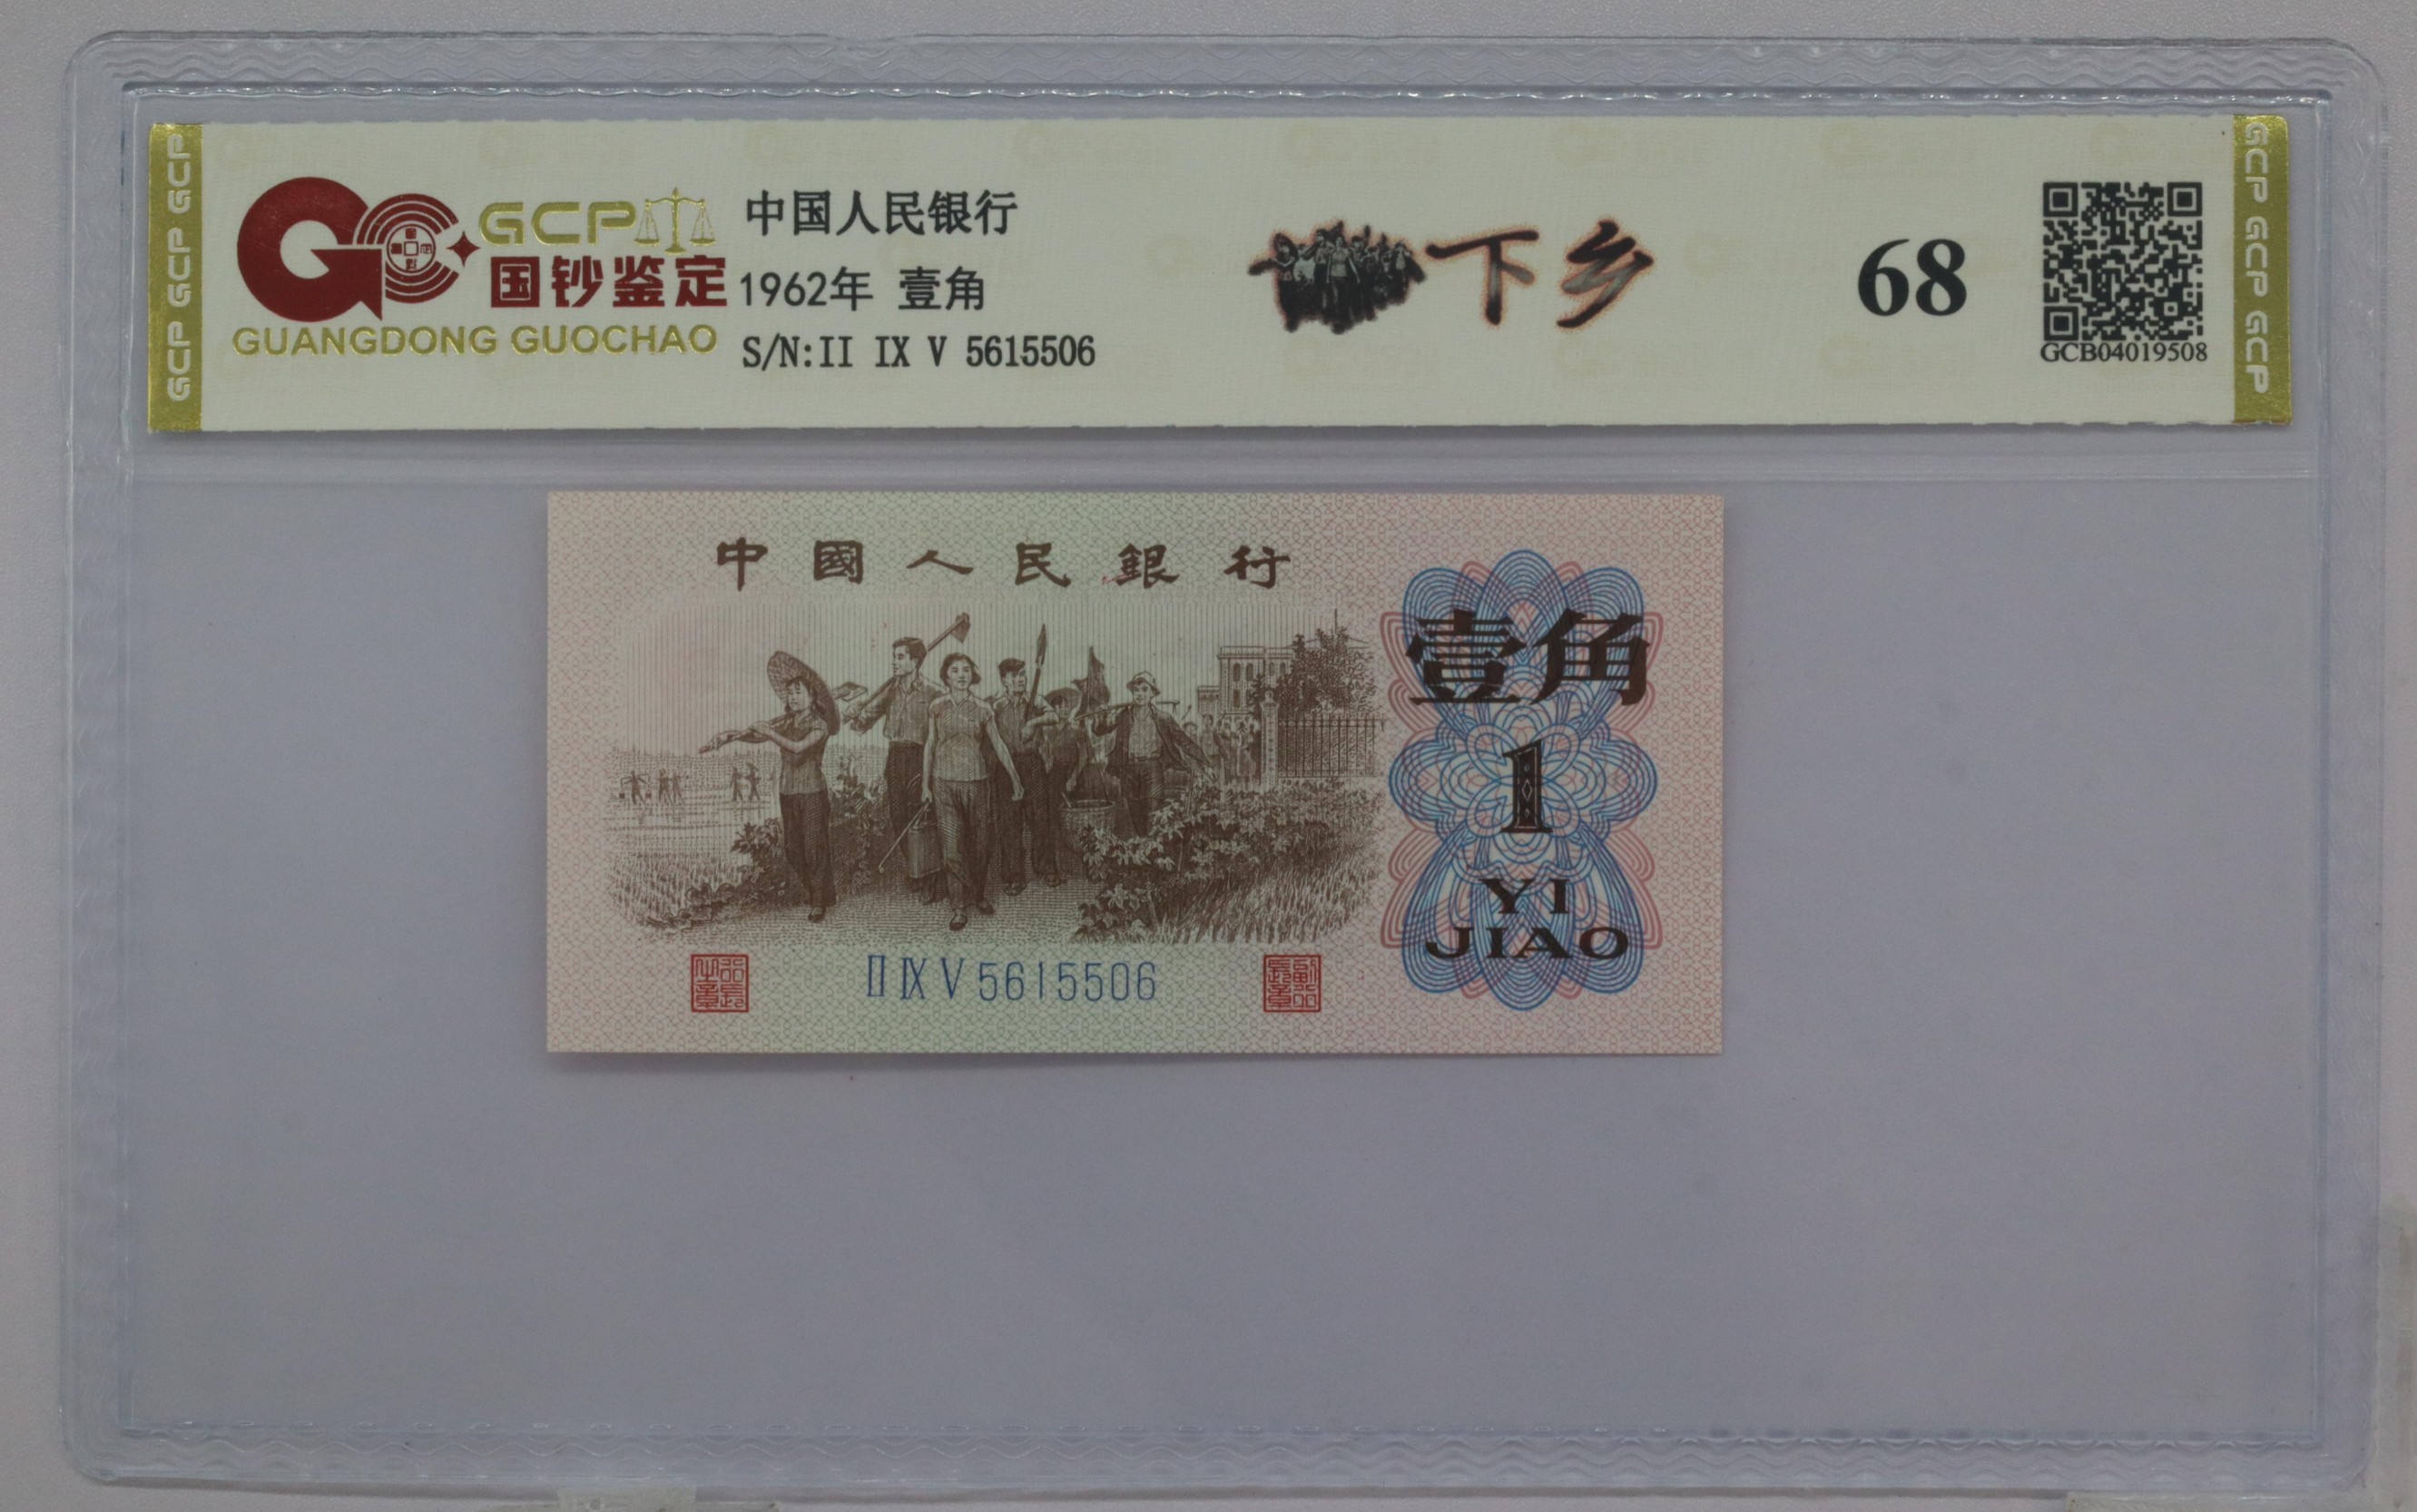 GCP GCP GCP GCP
GCP
国钞鉴定
GUANGDONG GUOCHAO
中国人民银行
1962年 壹角
S/N:II IX V 5615506
下乡
68
GCB04019508
GCP GCP GCP GCP
中國人民銀行
壹角
1
YI
JIAO
II IX V 5615506